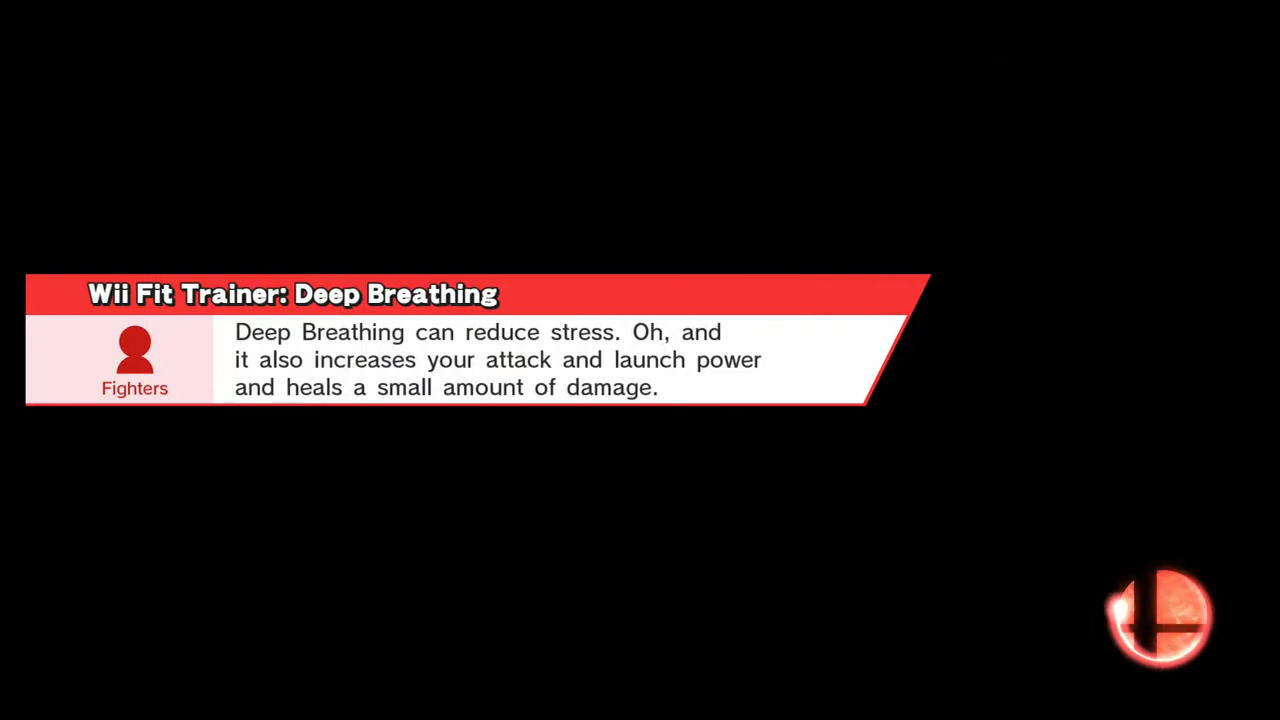 Wii Fit Trainer: Deep Breathing
Fighters
Deep Breathing can reduce stress. Oh, and
it also increases your attack and launch power
and heals a small amount of damage.